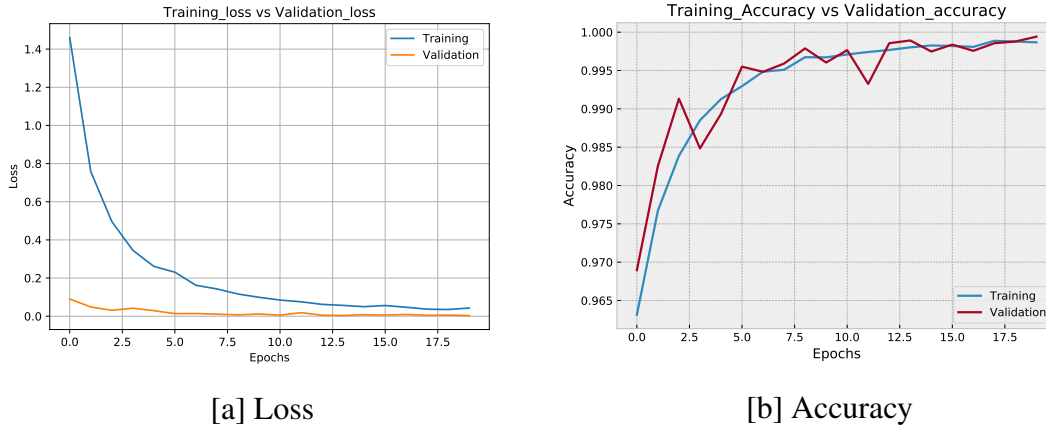 Training_loss vs Validation_loss
Training
Validation
1.4
1.2
1.0
0.8
0.6
0.4
0.2
0.0
Loss
0.0 2.5 5.0 7.5 10.0 12.5 15.0 17.5
Epochs
[a] Loss
Training_Accuracy vs Validation_accuracy
1.000
0.995
0.990
0.985
0.980
0.975
0.970
0.965
Accuracy
Training
Validation
0.0 2.5 5.0 7.5 10.0 12.5 15.0 17.5
Epochs
[b] Accuracy